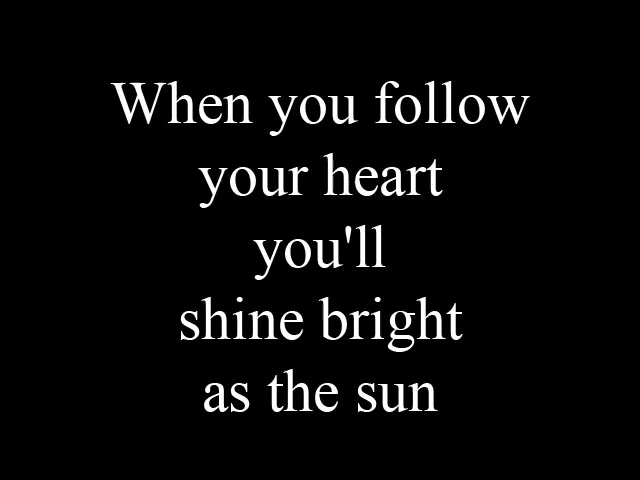 When you follow
your heart
you'll
shine bright
as the sun